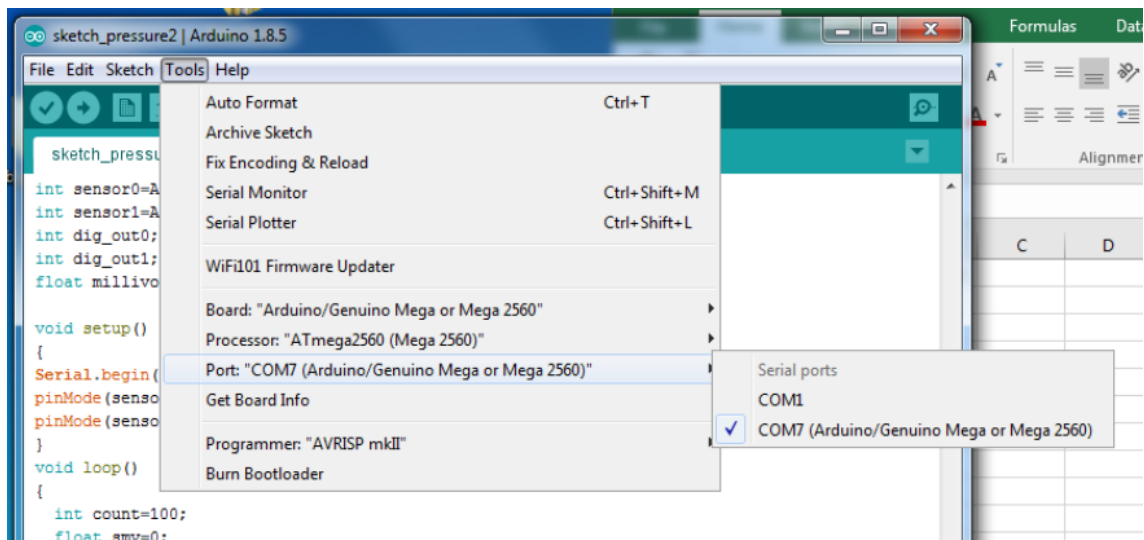 sketch_pressure2 | Arduino 1.8.5
File Edit Sketch Tools Help
Auto Format Ctrl+T
Archive Sketch
Fix Encoding & Reload
Serial Monitor Ctrl+Shift+M
Serial Plotter Ctrl+Shift+L
WiFi101 Firmware Updater
Board: "Arduino/Genuino Mega or Mega 2560"
Processor: "ATmega2560 (Mega 2560)"
Port: "COM7 (Arduino/Genuino Mega or Mega 2560)"
Get Board Info
Programmer: "AVRISP mkII"
Burn Bootloader
Serial ports
COM1
COM7 (Arduino/Genuino Mega or Mega 2560)
sketch_pressu
int sensor0=A
int sensor1=A
int dig_out0;
int dig_out1;
float millivo
void setup()
{
Serial.begin(
pinMode(senso
pinMode(senso
}
void loop()
{
int count=100;
float smv=0;
Formulas Data
Alignmen
C D